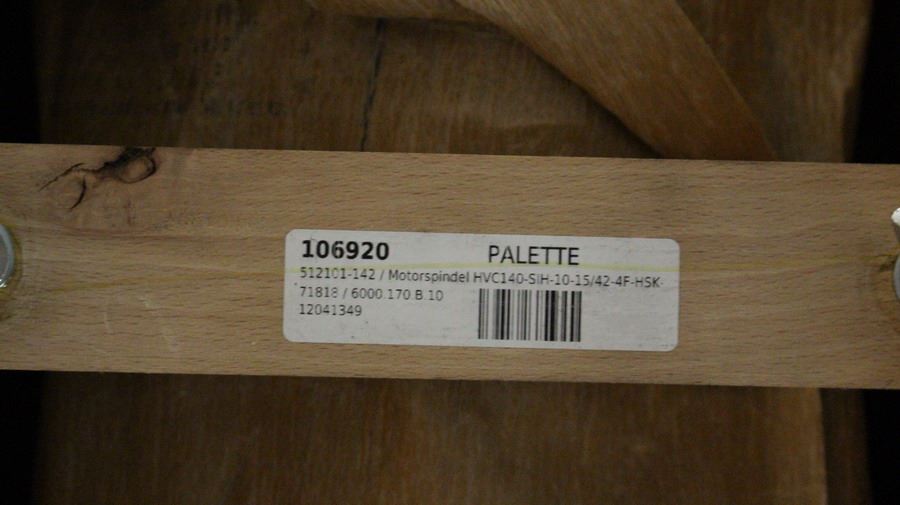 106920 PALETTE
512101-142 / Motorspindel HVC140-SIH-10-15/42-4F-HSK-
71818 / 6000.170.B.10
12041349